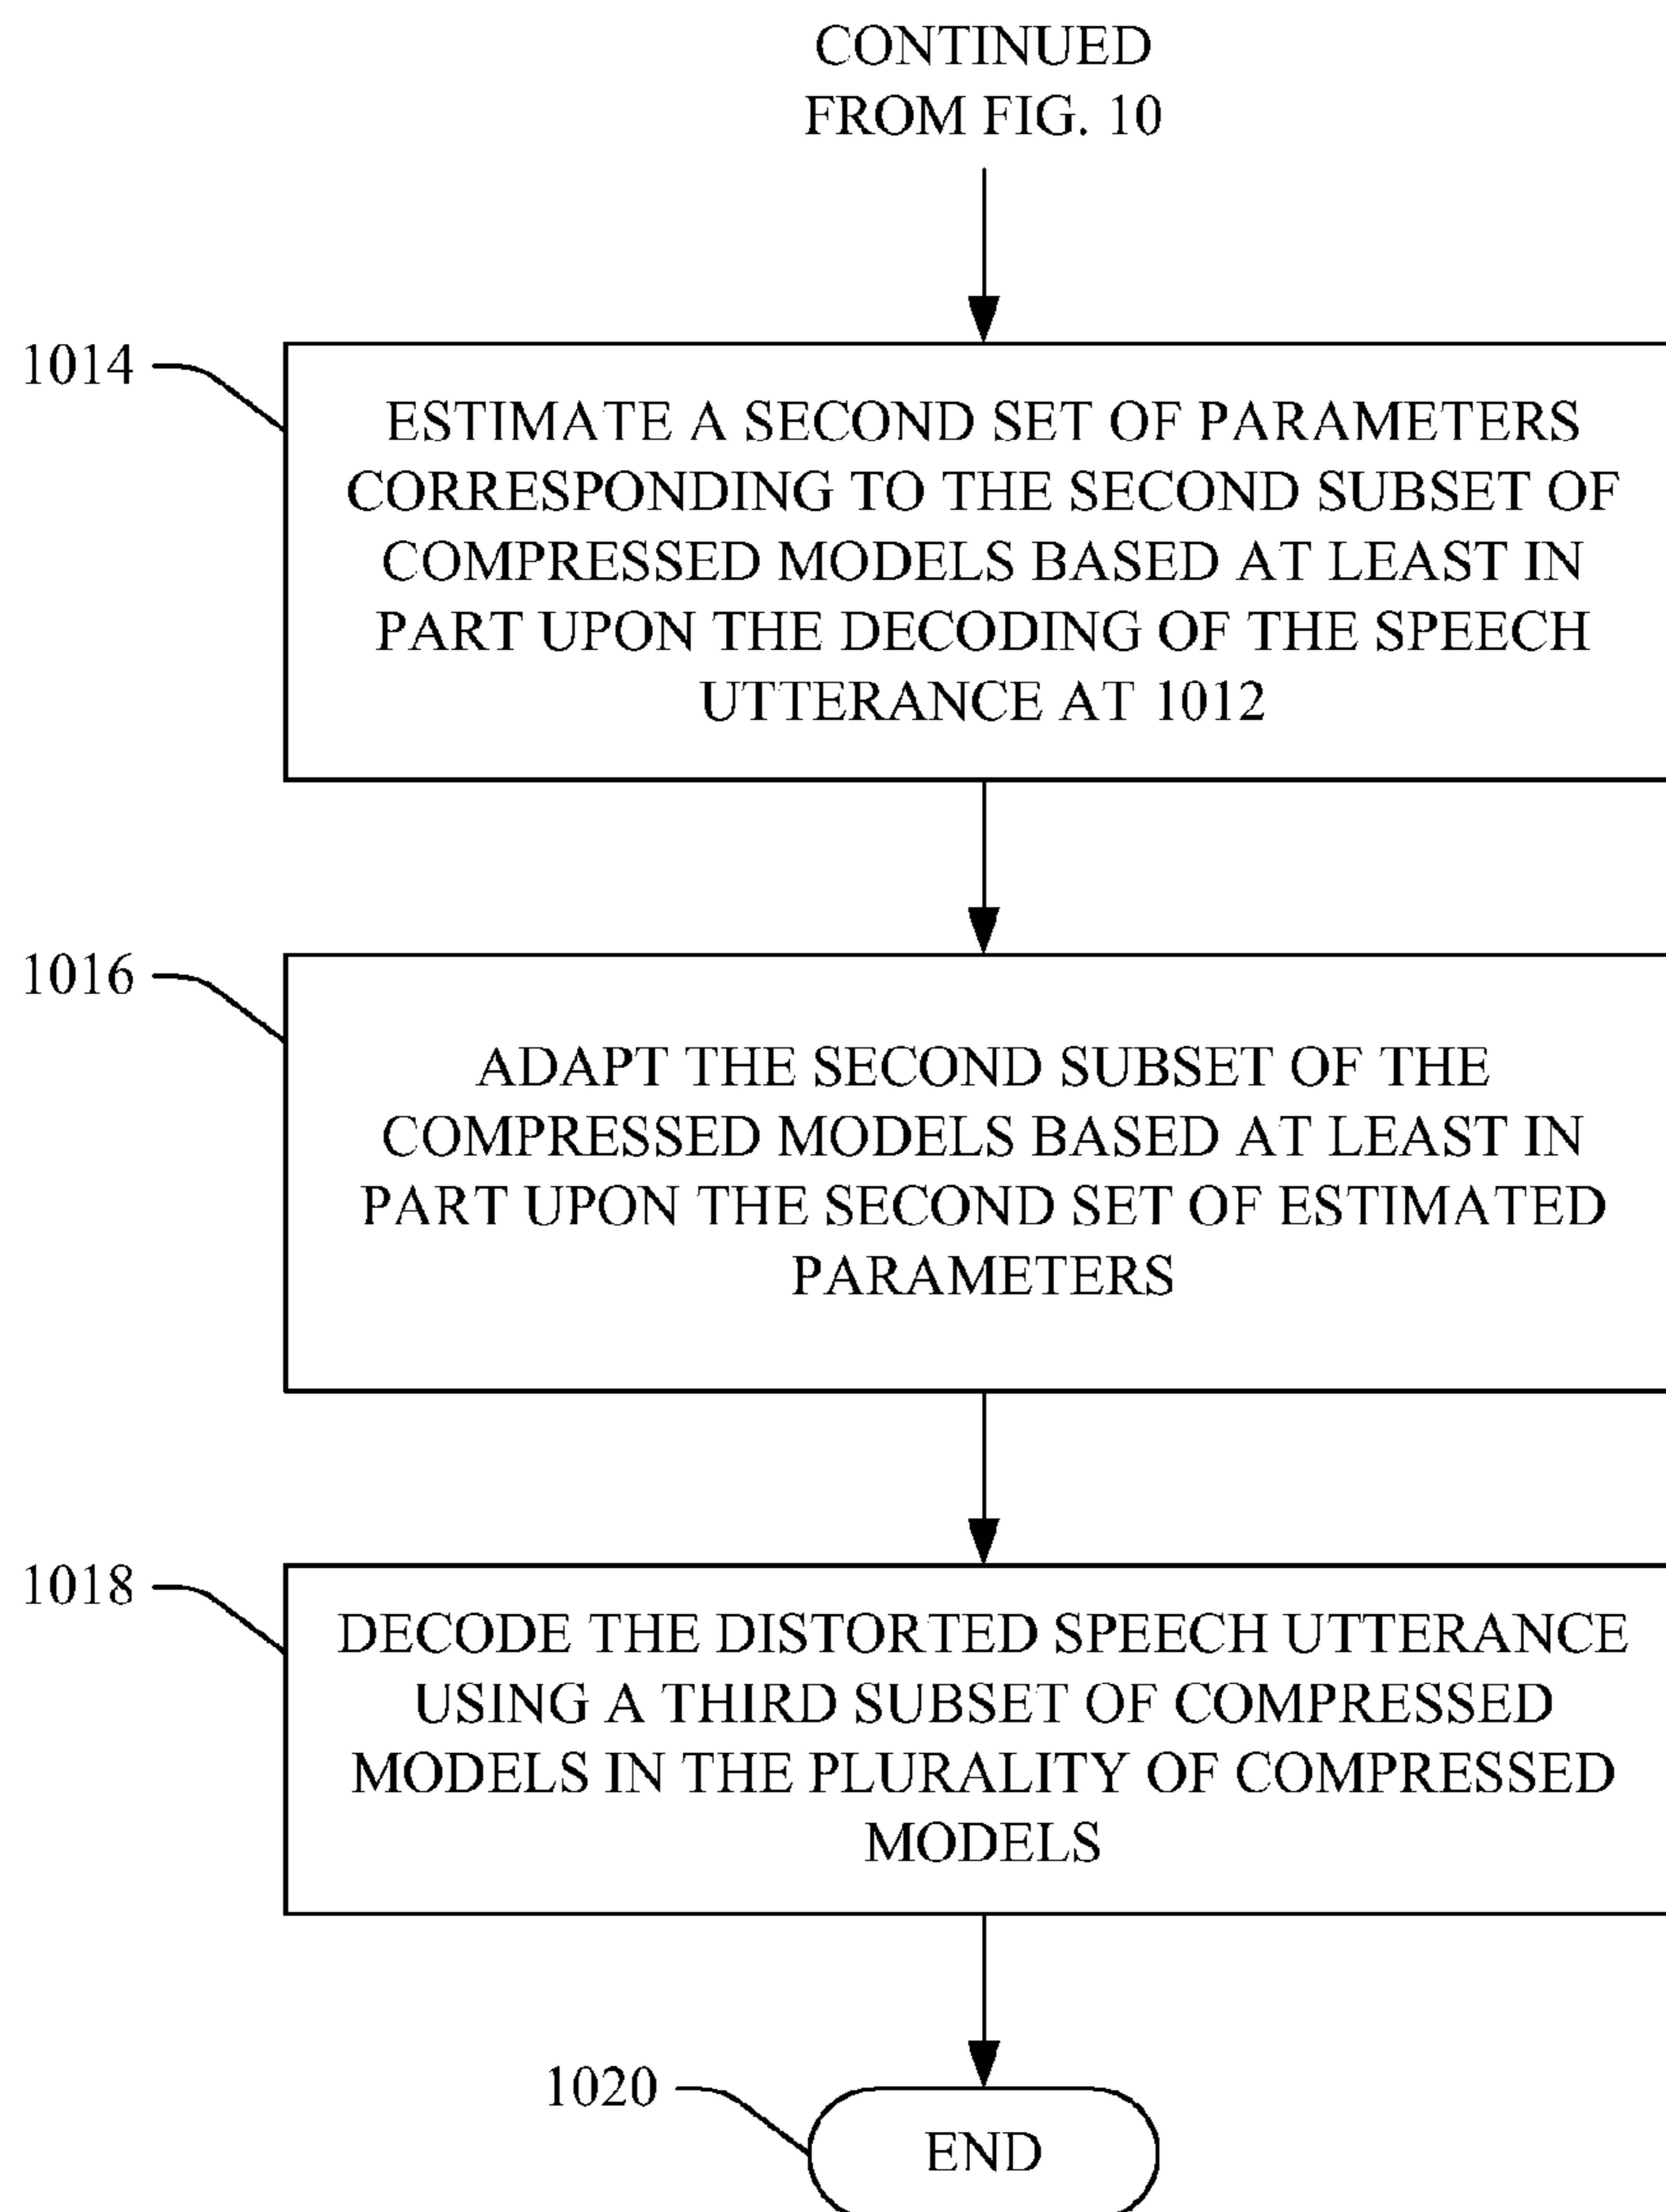 CONTINUED
FROM FIG. 10
1014
ESTIMATE A SECOND SET OF PARAMETERS
CORRESPONDING TO THE SECOND SUBSET OF
COMPRESSED MODELS BASED AT LEAST IN
PART UPON THE DECODING OF THE SPEECH
UTTERANCE AT 1012
1016
ADAPT THE SECOND SUBSET OF THE
COMPRESSED MODELS BASED AT LEAST IN
PART UPON THE SECOND SET OF ESTIMATED
PARAMETERS
1018
DECODE THE DISTORTED SPEECH UTTERANCE
USING A THIRD SUBSET OF COMPRESSED
MODELS IN THE PLURALITY OF COMPRESSED
MODELS
1020
END